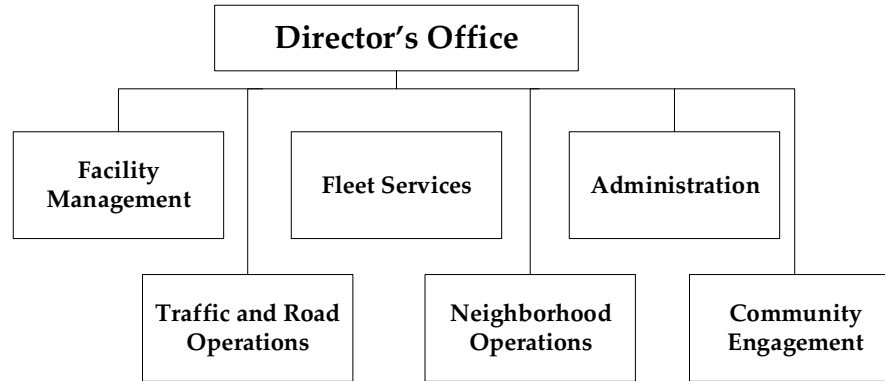 Director’s Office
Facility
Management
Fleet Services
Administration
Traffic and Road
Operations
Neighborhood
Operations
Community
Engagement